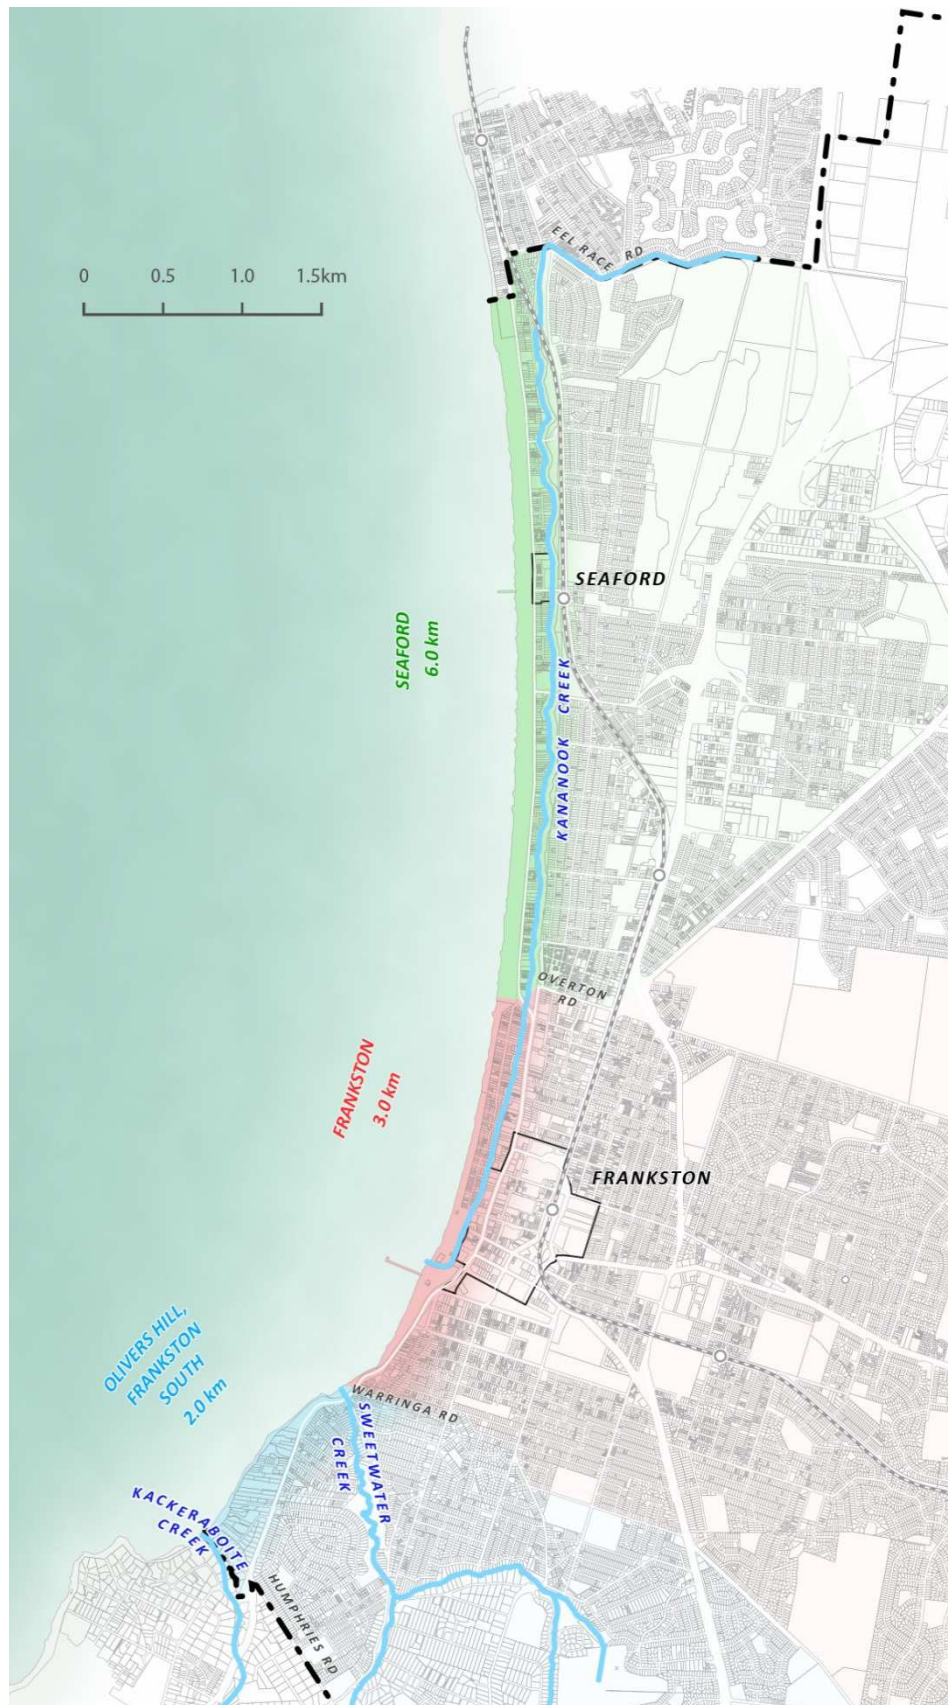 EEL RACE RD
0 0.5 1.0 1.5km
SEAFORD
SEAFORD
6.0 km
KANANOOK CREEK
OVERTON
RD
FRANKSTON
3.0 km
FRANKSTON
OLIVERS HILL,
FRANKSTON
SOUTH
2.0 km
WARRINGA RD
SWEETWATER
CREEK
KACKERABOITE
CREEK
HUMPHRIES RD